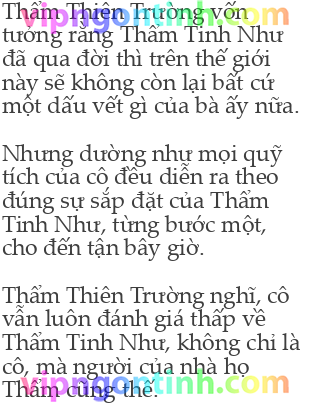 Thẩm Thiên Trường vốn
tưởng rằng Thẩm Tinh Như
đã qua đời thì trên thế giới
này sẽ không còn lại bất cứ
một dấu vết gì của bà ấy nữa.

Nhưng dường như mọi quỹ
tích của cô đều diễn ra theo
đúng sự sắp đặt của Thẩm
Tinh Như, từng bước một,
cho đến tận bây giờ.

Thẩm Thiên Trường nghĩ, cô
vẫn luôn đánh giá thấp về
Thẩm Tinh Như, không chỉ là
cô, mà người của nhà họ
Thẩm cũng thế.
vipngontinh.com
vipngontinh.com